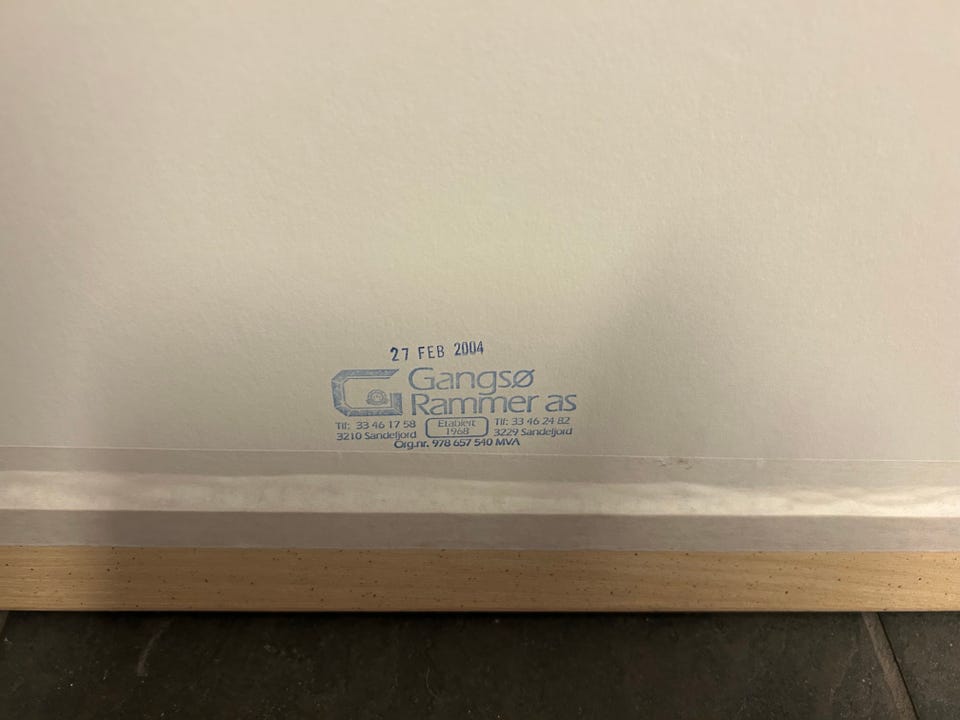 27 FEB 2004
Gangsø
Rammer as
Tlf: 33 46 17 58 Etablert Tlf: 33 46 24 82
3210 Sandefjord 1968 3229 Sandefjord
Org.nr. 978 657 540 MVA